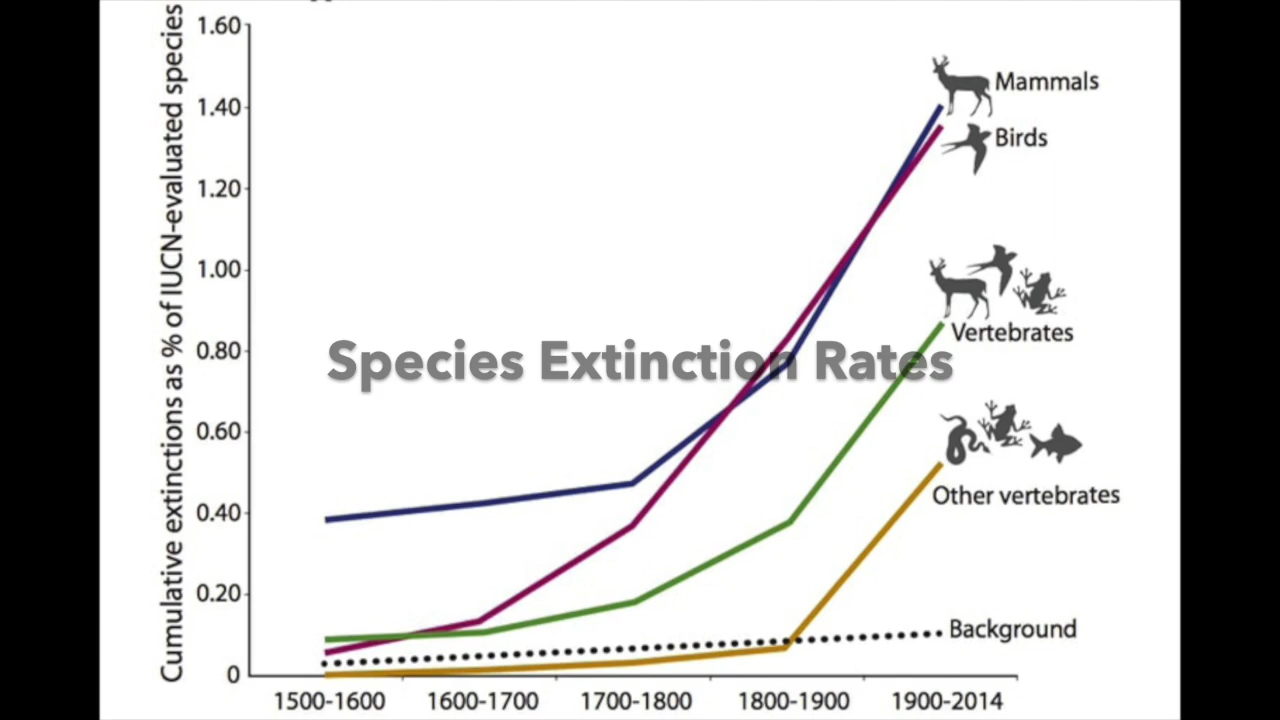 Cumulative extinctions as % of IUCN-evaluated species
1.60
1.40
1.20
1.00
0.80
0.60
0.40
0.20
0
Mammals
Birds
Vertebrates
Species Extinction Rates
Other vertebrates
Background
1500-1600 1600-1700 1700-1800 1800-1900 1900-2014